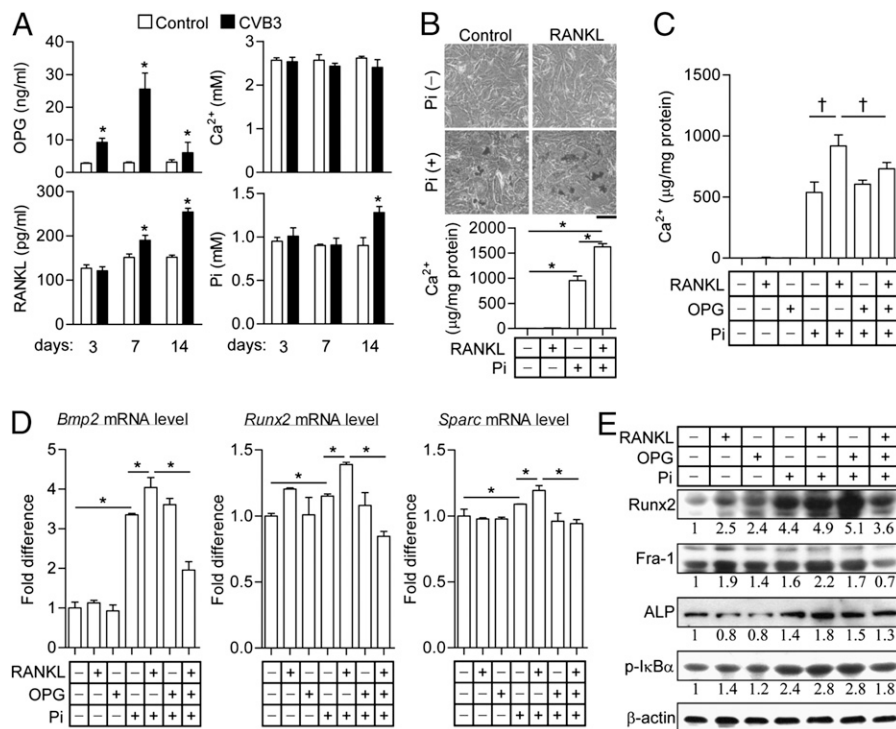 A
Control CVB3
OPG (ng/ml)
40
30
20
10
0
* * *
Ca²⁺ (mM)
3
2
1
0
RANKL (pg/ml)
300
200
150
100
50
0
* *
Pi (mM)
1.5
1.0
0.5
0.0
*
days: 3 7 14 3 7 14
B
Control RANKL
Pi (−)
Pi (+)
Ca²⁺ (µg/mg protein)
2000
1500
1000
500
0
* * *
RANKL − + − +
Pi − − + +
C
Ca²⁺ (µg/mg protein)
1500
1000
500
0
† †
RANKL − + − − + − +
OPG − − + − − + +
Pi − − − + + + +
D
Bmp2 mRNA level
Fold difference
5
4
3
2
1
0
* * *
Runx2 mRNA level
Fold difference
1.5
1.0
0.5
0.0
* * *
Sparc mRNA level
Fold difference
1.5
1.0
0.5
0.0
* * *
RANKL − + − − + − + − + − − + − + − + − − + − +
OPG − − + − − + + − − + − − + + − − + − − + +
Pi − − − + + + + − − − + + + + − − − + + + +
E
RANKL − + − − + − +
OPG − − + − − + +
Pi − − − + + + +
Runx2
1 2.5 2.4 4.4 4.9 5.1 3.6
Fra-1
1 1.9 1.4 1.6 2.2 1.7 0.7
ALP
1 0.8 0.8 1.4 1.8 1.5 1.3
p-IκBα
1 1.4 1.2 2.4 2.8 2.8 1.8
β-actin